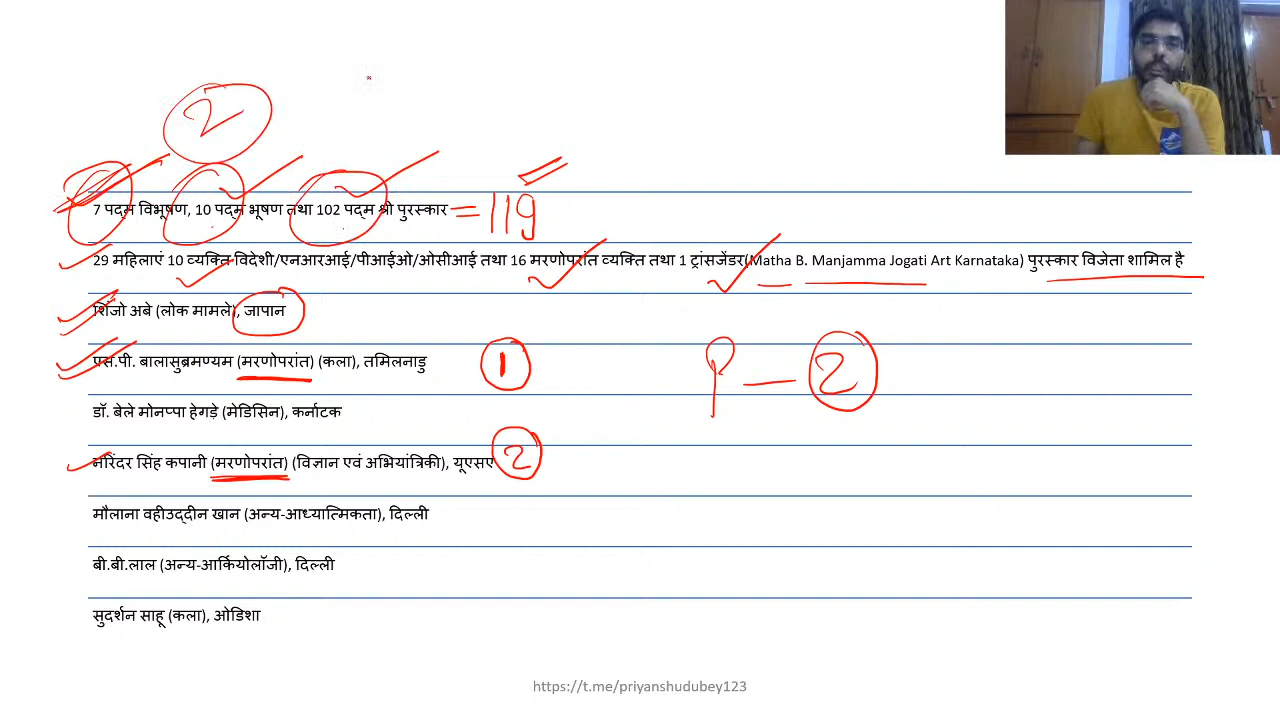 2
7 पद्म विभूषण, 10 पद्म भूषण तथा 102 पद्म श्री पुरस्कार = 119
29 महिलाएं 10 व्यक्ति विदेशी/एनआरआई/पीआईओ/ओसीआई तथा 16 मरणोपरांत व्यक्ति तथा 1 ट्रांसजेंडर(Matha B. Manjamma Jogati Art Karnataka) पुरस्कार विजेता शामिल है
शिंजो अबे (लोक मामले), जापान
एस.पी. बालासुब्रमण्यम (मरणोपरांत) (कला), तमिलनाडु 1
P — 2
डॉ. बेले मोनप्पा हेगड़े (मेडिसिन), कर्नाटक
नरिंदर सिंह कपानी (मरणोपरांत) (विज्ञान एवं अभियांत्रिकी), यूएसए 2
मौलाना वहीउद्दीन खान (अन्य-आध्यात्मिकता), दिल्ली
बी.बी.लाल (अन्य-आर्कियोलॉजी), दिल्ली
सुदर्शन साहू (कला), ओडिशा
https://t.me/priyanshudubey123